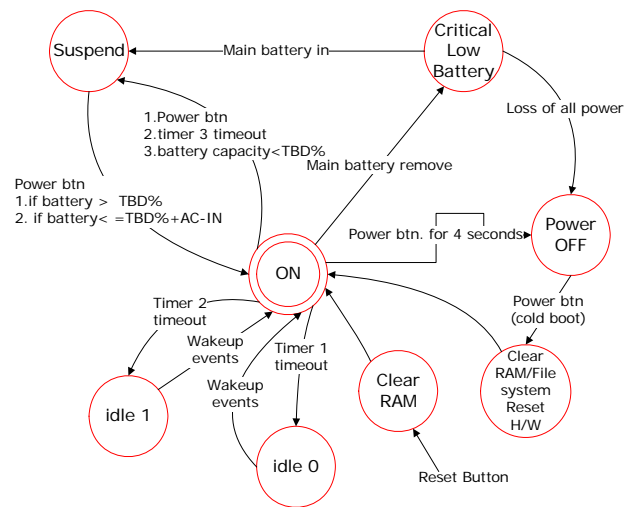 Suspend
Main battery in
Critical
Low
Battery
1.Power btn
2.timer 3 timeout
3.battery capacity<TBD%
Loss of all power
Main battery remove
Power btn
1.if battery > TBD%
2. if battery< =TBD%+AC-IN
Power btn. for 4 seconds
Power
OFF
ON
Timer 2
timeout
Wakeup
events
Timer 1
timeout
Wakeup
events
Power btn
(cold boot)
Clear
RAM
Clear
RAM/File
system
Reset
H/W
idle 1
idle 0
Reset Button